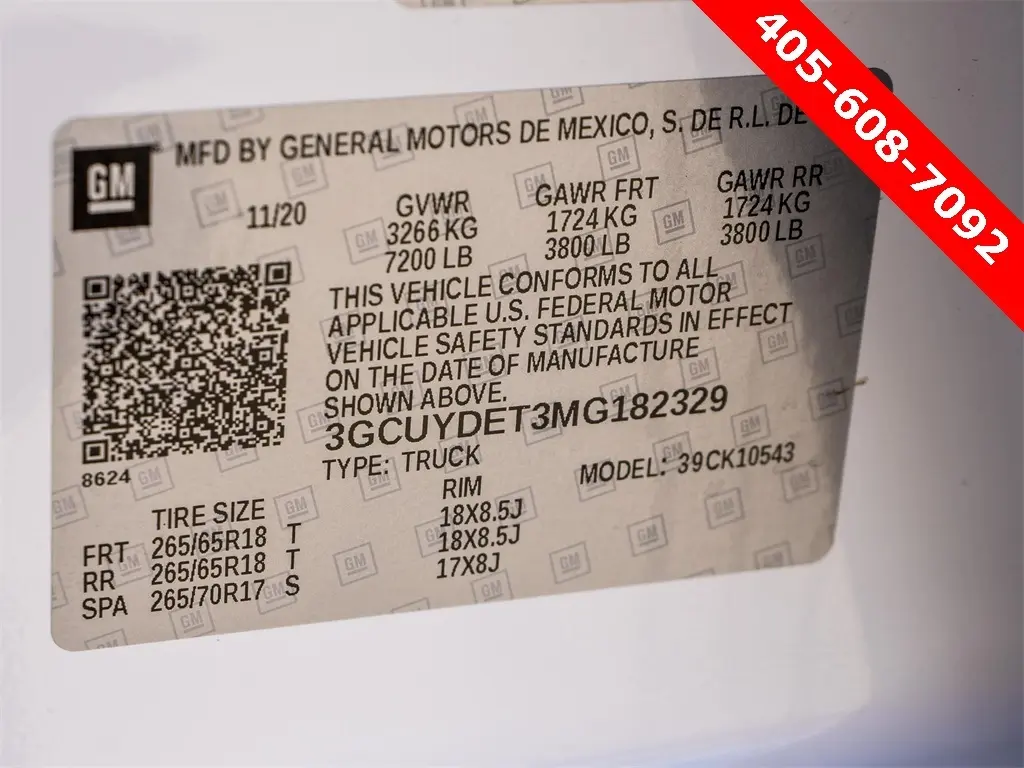 405-608-7092
GM
MFD BY GENERAL MOTORS DE MEXICO, S. DE R.L. DE
11/20
GVWR GAWR FRT GAWR RR
3266 KG 1724 KG 1724 KG
7200 LB 3800 LB 3800 LB
THIS VEHICLE CONFORMS TO ALL
APPLICABLE U.S. FEDERAL MOTOR
VEHICLE SAFETY STANDARDS IN EFFECT
ON THE DATE OF MANUFACTURE
SHOWN ABOVE.
3GCUYDET3MG182329
8624
TYPE: TRUCK MODEL: 39CK10543
TIRE SIZE RIM
FRT 265/65R18 T 18X8.5J
RR 265/65R18 T 18X8.5J
SPA 265/70R17 S 17X8J